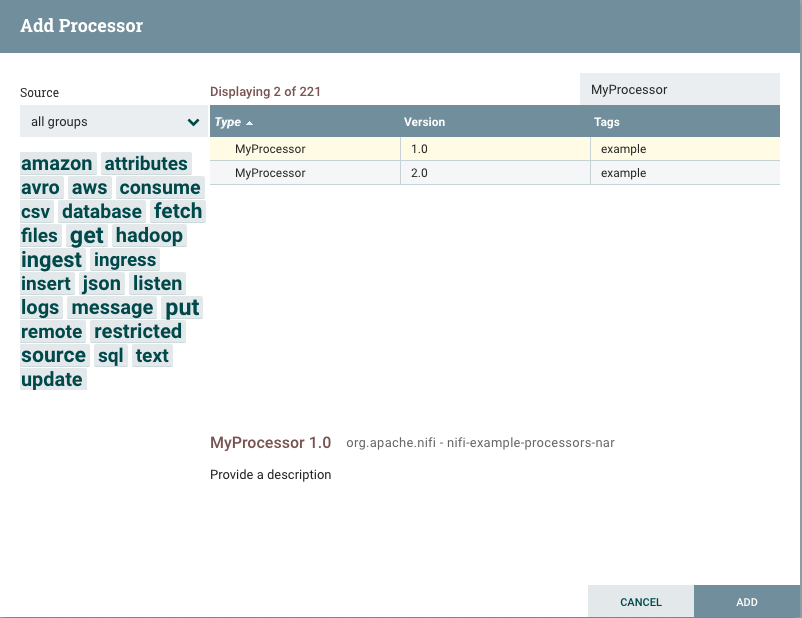 Add Processor
Source
Displaying 2 of 221
MyProcessor
all groups
Type Version Tags
MyProcessor 1.0 example
MyProcessor 2.0 example
amazon attributes
avro aws consume
csv database fetch
files get hadoop
ingest ingress
insert json listen
logs message put
remote restricted
source sql text
update
MyProcessor 1.0 org.apache.nifi - nifi-example-processors-nar
Provide a description
CANCEL ADD